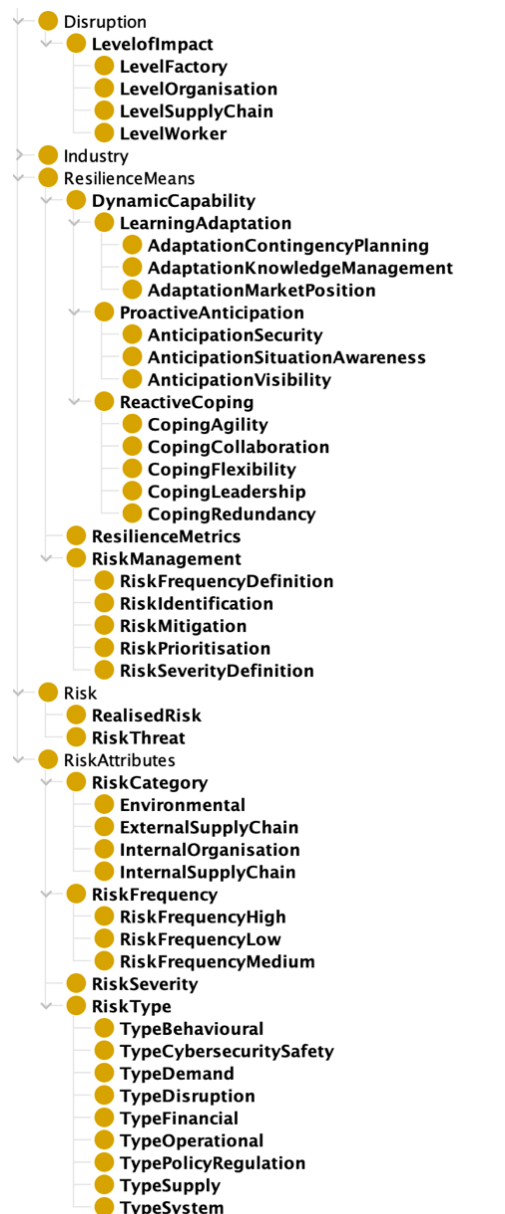 Disruption
LevelofImpact
LevelFactory
LevelOrganisation
LevelSupplyChain
LevelWorker
Industry
ResilienceMeans
DynamicCapability
LearningAdaptation
AdaptationContingencyPlanning
AdaptationKnowledgeManagement
AdaptationMarketPosition
ProactiveAnticipation
AnticipationSecurity
AnticipationSituationAwareness
AnticipationVisibility
ReactiveCoping
CopingAgility
CopingCollaboration
CopingFlexibility
CopingLeadership
CopingRedundancy
ResilienceMetrics
RiskManagement
RiskFrequencyDefinition
RiskIdentification
RiskMitigation
RiskPrioritisation
RiskSeverityDefinition
Risk
RealisedRisk
RiskThreat
RiskAttributes
RiskCategory
Environmental
ExternalSupplyChain
InternalOrganisation
InternalSupplyChain
RiskFrequency
RiskFrequencyHigh
RiskFrequencyLow
RiskFrequencyMedium
RiskSeverity
RiskType
TypeBehavioural
TypeCybersecuritySafety
TypeDemand
TypeDisruption
TypeFinancial
TypeOperational
TypePolicyRegulation
TypeSupply
TypeSystem